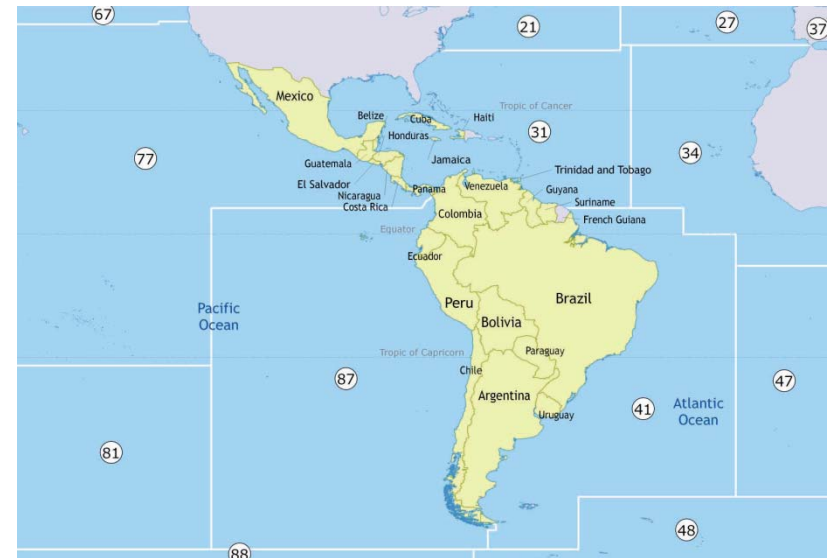 67
21
27
37
Mexico
Tropic of Cancer
Belize
Cuba
Haiti
31
Honduras
77
34
Guatemala
Jamaica
Trinidad and Tobago
El Salvador
Panama
Venezuela
Guyana
Nicaragua
Costa Rica
Suriname
Colombia
French Guiana
Equator
Ecuador
Pacific
Ocean
Peru
Brazil
Bolivia
Tropic of Capricorn
Paraguay
Chile
87
47
Argentina
41
Atlantic
Ocean
Uruguay
81
48
88